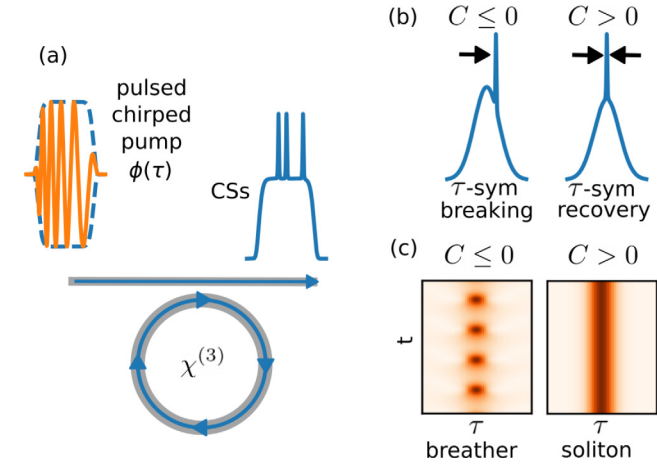 (a)
pulsed
chirped
pump
ϕ(τ)
CSs
χ⁽³⁾
(b)
C ≤ 0
C > 0
τ-sym
breaking
τ-sym
recovery
(c)
C ≤ 0
C > 0
t
τ
τ
breather
soliton